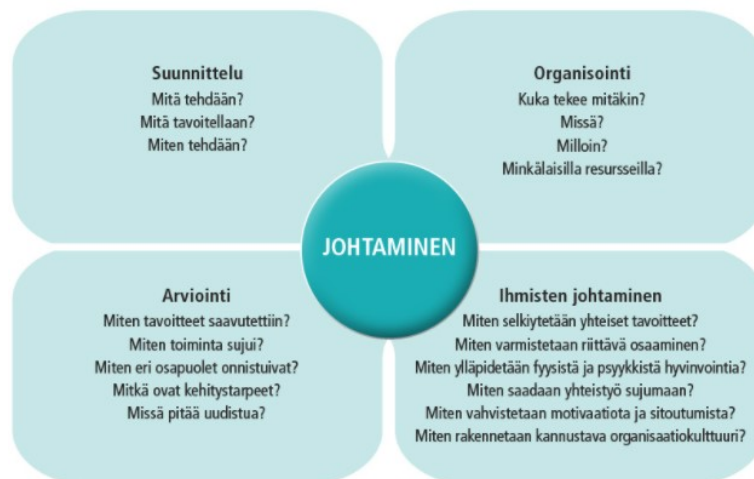 Suunnittelu
Mitä tehdään?
Mitä tavoitellaan?
Miten tehdään?
Organisointi
Kuka tekee mitäkin?
Missä?
Milloin?
Minkälaisilla resursseilla?
JOHTAMINEN
Arviointi
Miten tavoitteet saavutettiin?
Miten toiminta sujui?
Miten eri osapuolet onnistuivat?
Mitkä ovat kehitystarpeet?
Missä pitää uudistua?
Ihmisten johtaminen
Miten selkiytetään yhteiset tavoitteet?
Miten varmistetaan riittävä osaaminen?
Miten ylläpidetään fyysistä ja psyykkistä hyvinvointia?
Miten saadaan yhteistyö sujumaan?
Miten vahvistetaan motivaatiota ja sitoutumista?
Miten rakennetaan kannustava organisaatiokulttuuri?